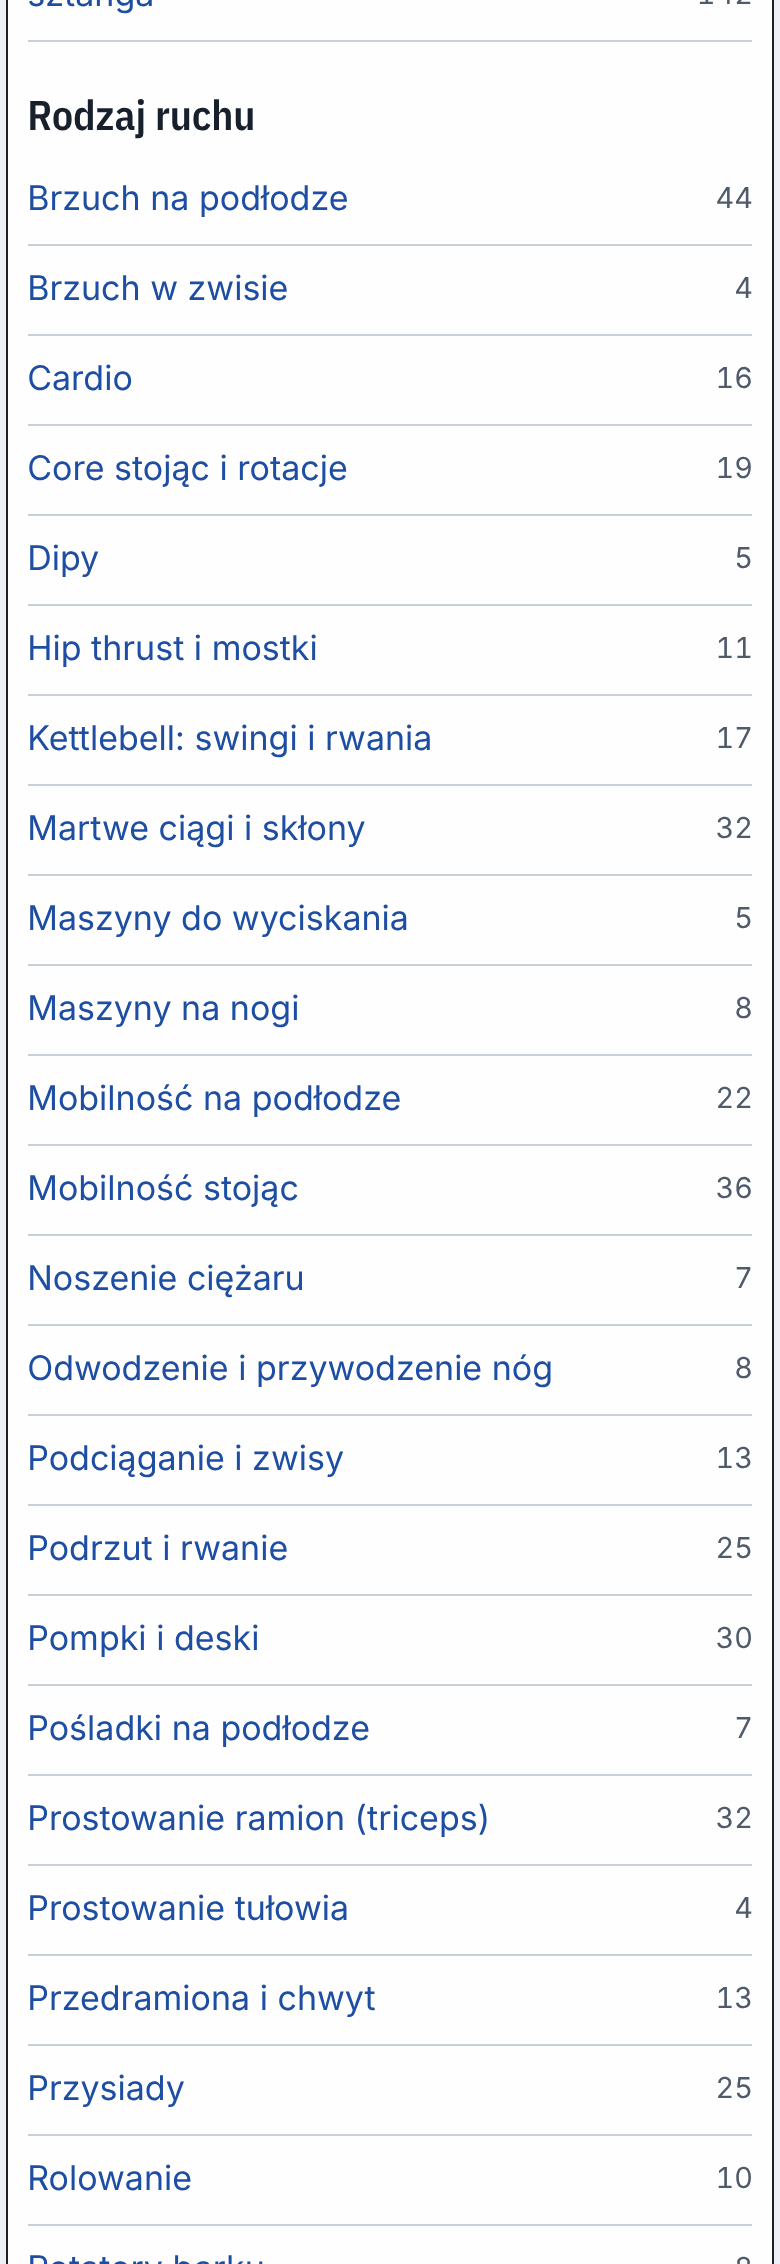 sztanga
142
Rodzaj ruchu
Brzuch na podłodze 44
Brzuch w zwisie 4
Cardio 16
Core stojąc i rotacje 19
Dipy 5
Hip thrust i mostki 11
Kettlebell: swingi i rwania 17
Martwe ciągi i skłony 32
Maszyny do wyciskania 5
Maszyny na nogi 8
Mobilność na podłodze 22
Mobilność stojąc 36
Noszenie ciężaru 7
Odwodzenie i przywodzenie nóg 8
Podciąganie i zwisy 13
Podrzut i rwanie 25
Pompki i deski 30
Pośladki na podłodze 7
Prostowanie ramion (triceps) 32
Prostowanie tułowia 4
Przedramiona i chwyt 13
Przysiady 25
Rolowanie 10
Rotatory barku